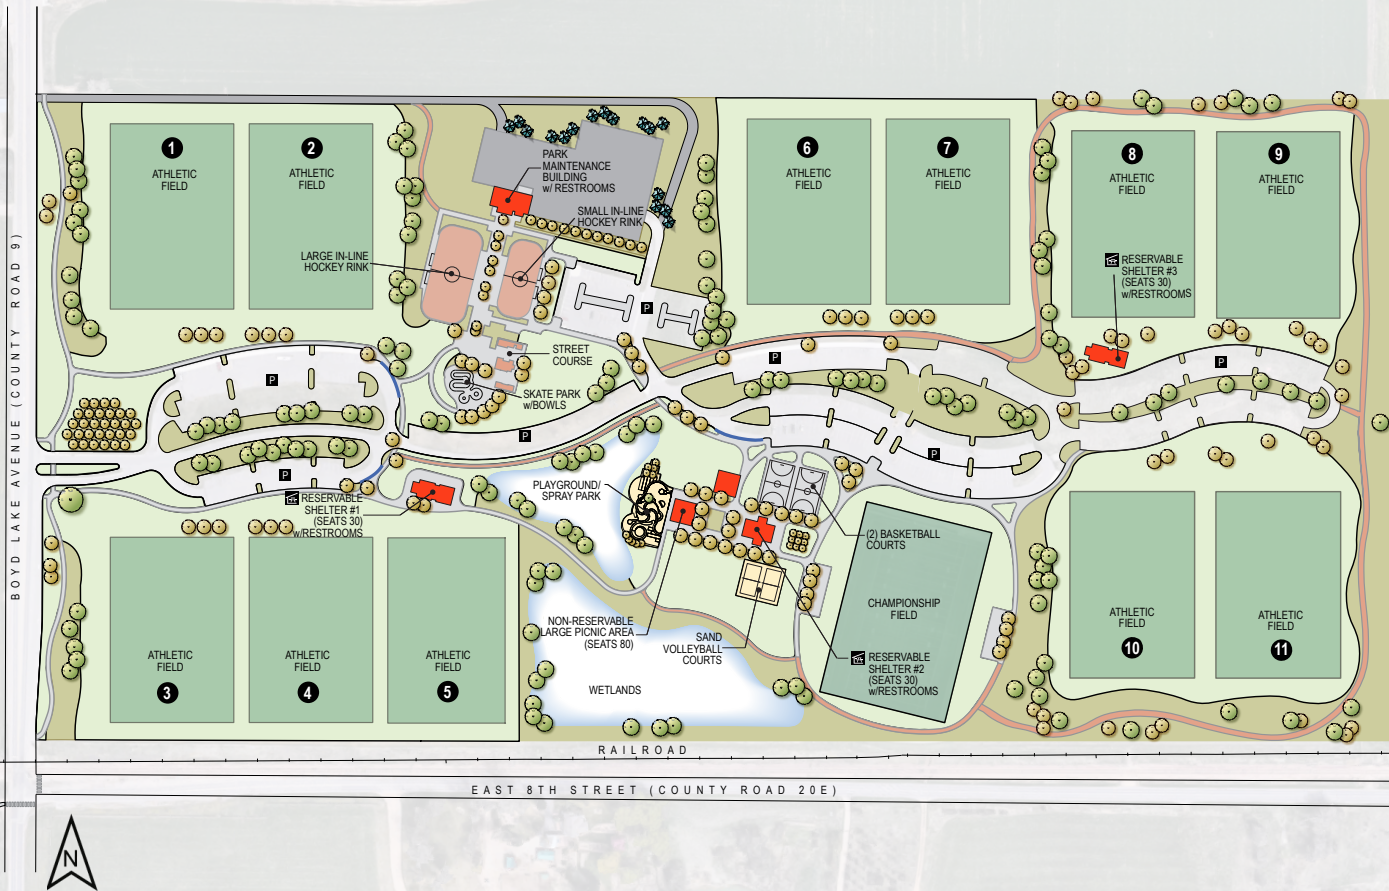 1
ATHLETIC
FIELD
2
ATHLETIC
FIELD
PARK
MAINTENANCE
BUILDING
w/ RESTROOMS
SMALL IN-LINE
HOCKEY RINK
LARGE IN-LINE
HOCKEY RINK
6
ATHLETIC
FIELD
7
ATHLETIC
FIELD
8
ATHLETIC
FIELD
9
ATHLETIC
FIELD
RESERVABLE
SHELTER #3
(SEATS 30)
w/RESTROOMS
P
STREET
COURSE
SKATE PARK
w/BOWLS
P
P
P
P
P
P
BOYD LAKE AVENUE (COUNTY ROAD 9)
RESERVABLE
SHELTER #1
(SEATS 30)
w/RESTROOMS
PLAYGROUND/
SPRAY PARK
(2) BASKETBALL
COURTS
CHAMPIONSHIP
FIELD
NON-RESERVABLE
LARGE PICNIC AREA
(SEATS 80)
SAND
VOLLEYBALL
COURTS
RESERVABLE
SHELTER #2
(SEATS 30)
w/RESTROOMS
WETLANDS
ATHLETIC
FIELD
3
ATHLETIC
FIELD
4
ATHLETIC
FIELD
5
ATHLETIC
FIELD
10
ATHLETIC
FIELD
11
RAILROAD
EAST 8TH STREET (COUNTY ROAD 20E)
N